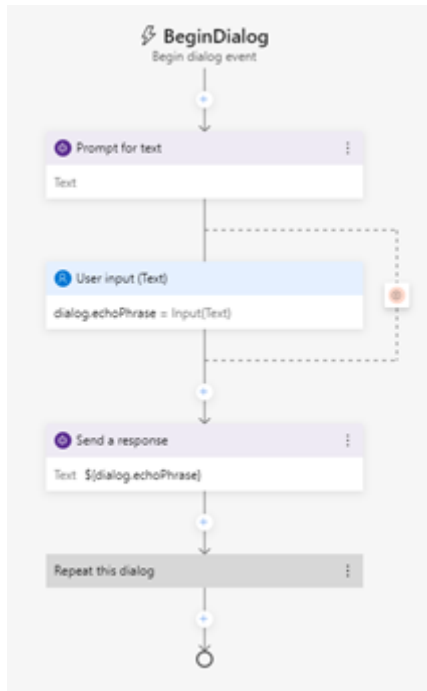 BeginDialog
Begin dialog event
Prompt for text
Text
User input (Text)
dialog.echoPhrase = Input(Text)
Send a response
Text ${dialog.echoPhrase}
Repeat this dialog